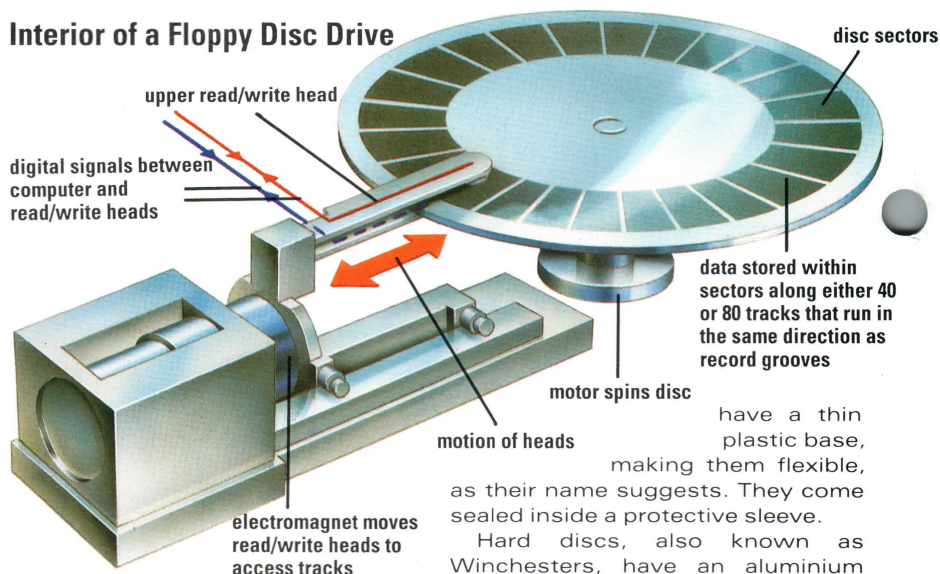 Interior of a Floppy Disc Drive
disc sectors
upper read/write head
digital signals between
computer and
read/write heads
data stored within
sectors along either 40
or 80 tracks that run in
the same direction as
record grooves
motor spins disc
motion of heads
electromagnet moves
read/write heads to
access tracks
have a thin
plastic base,
making them flexible,
as their name suggests. They come
sealed inside a protective sleeve.
Hard discs, also known as
Winchesters, have an aluminium